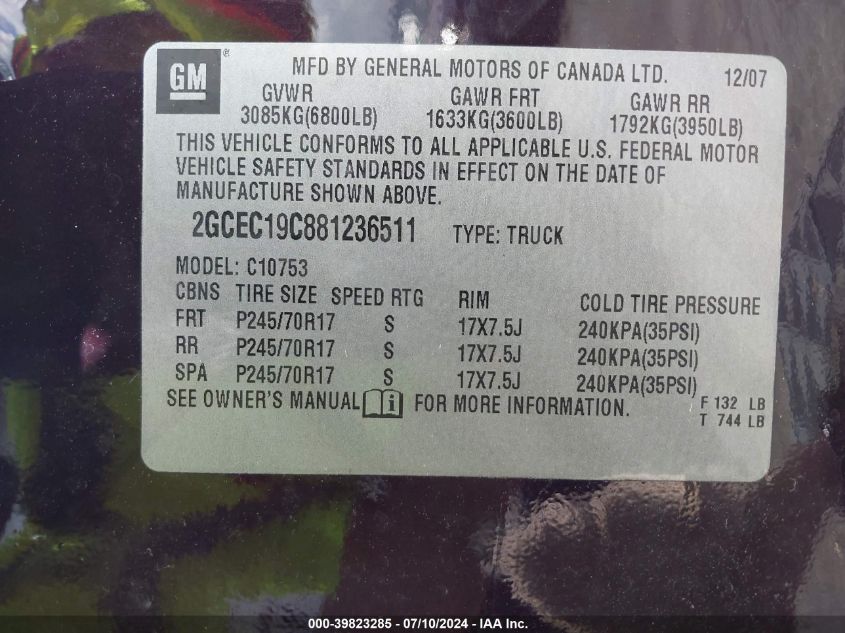 GM ® MFD BY GENERAL MOTORS OF CANADA LTD. 12/07
GVWR GAWR FRT GAWR RR
3085KG(6800LB) 1633KG(3600LB) 1792KG(3950LB)
THIS VEHICLE CONFORMS TO ALL APPLICABLE U.S. FEDERAL MOTOR
VEHICLE SAFETY STANDARDS IN EFFECT ON THE DATE OF
MANUFACTURE SHOWN ABOVE.
2GCEC19C881236511 TYPE: TRUCK
MODEL: C10753
CBNS TIRE SIZE SPEED RTG RIM COLD TIRE PRESSURE
FRT P245/70R17 S 17X7.5J 240KPA(35PSI)
RR P245/70R17 S 17X7.5J 240KPA(35PSI)
SPA P245/70R17 S 17X7.5J 240KPA(35PSI)
SEE OWNER'S MANUAL i FOR MORE INFORMATION. F 132 LB
T 744 LB
000-39823285 - 07/10/2024 - IAA Inc.